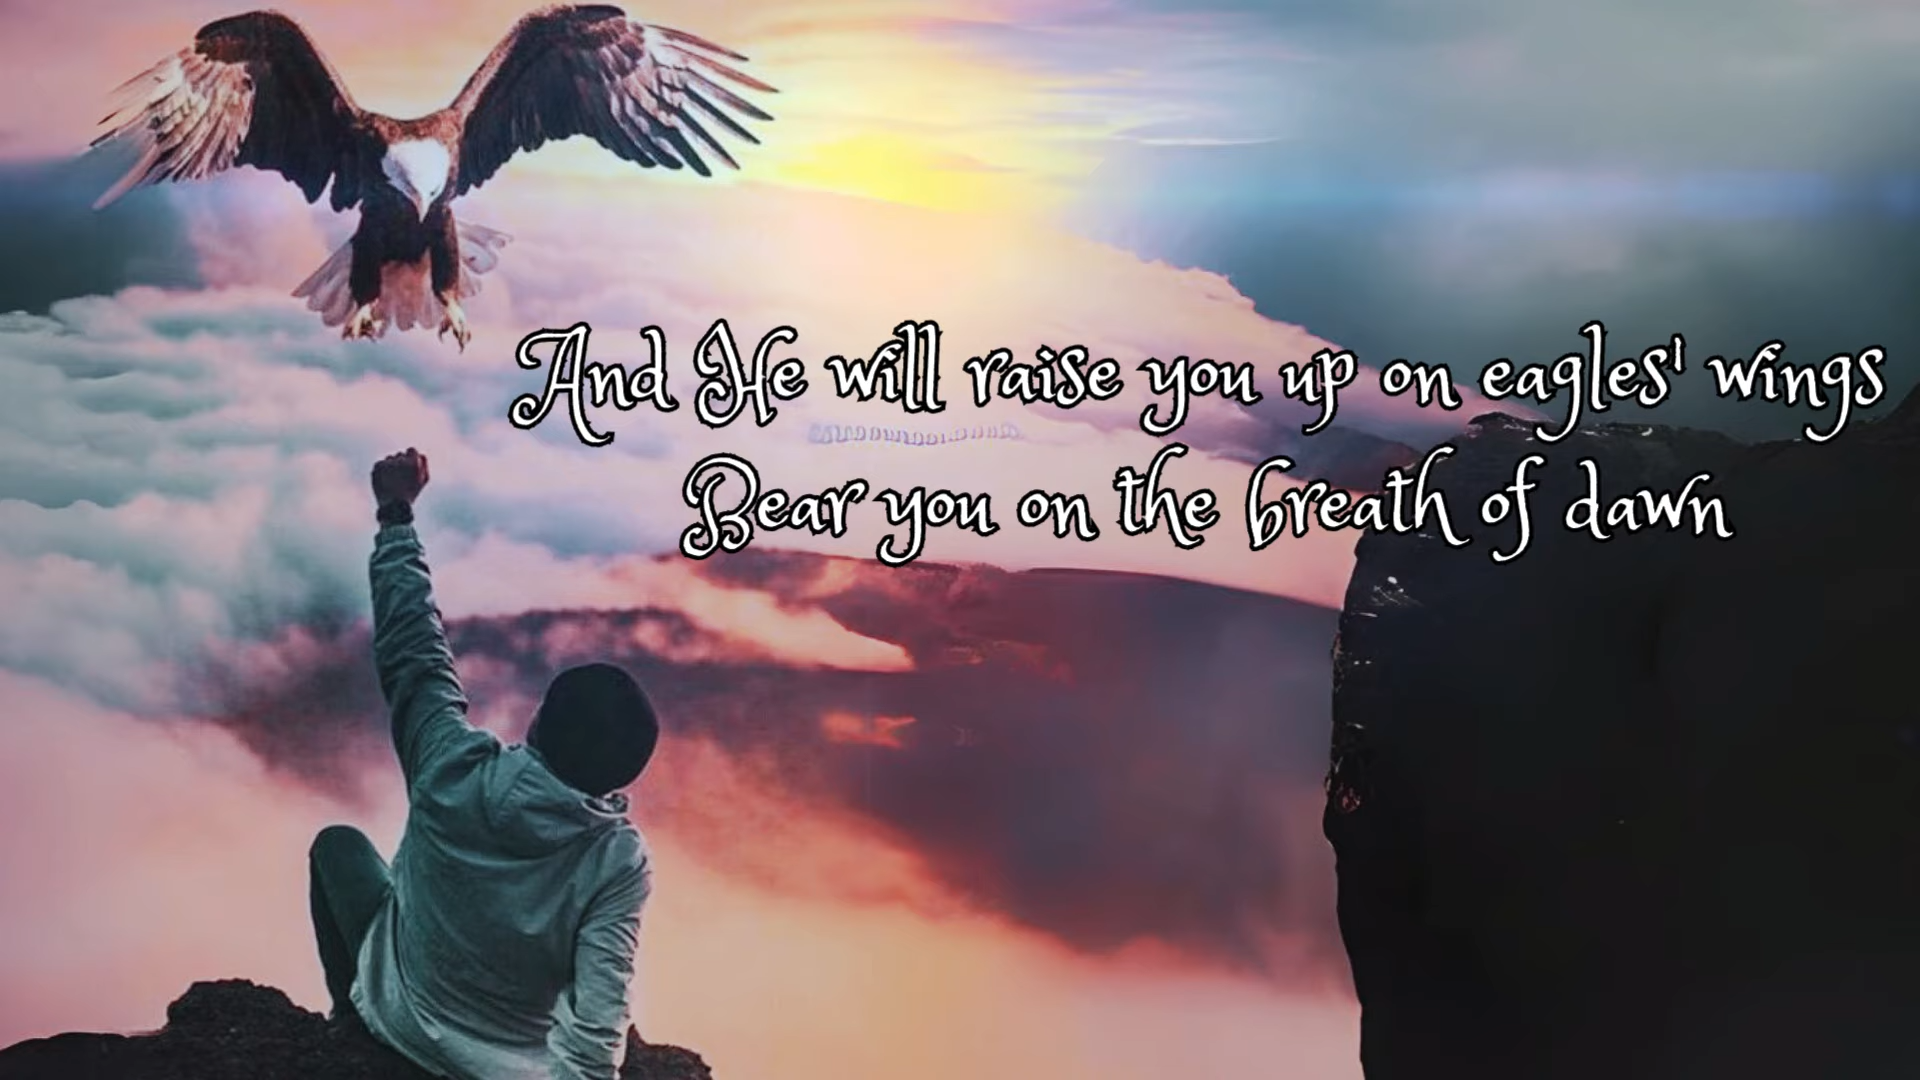 And He will raise you up on eagles' wings
Bear you on the breath of dawn